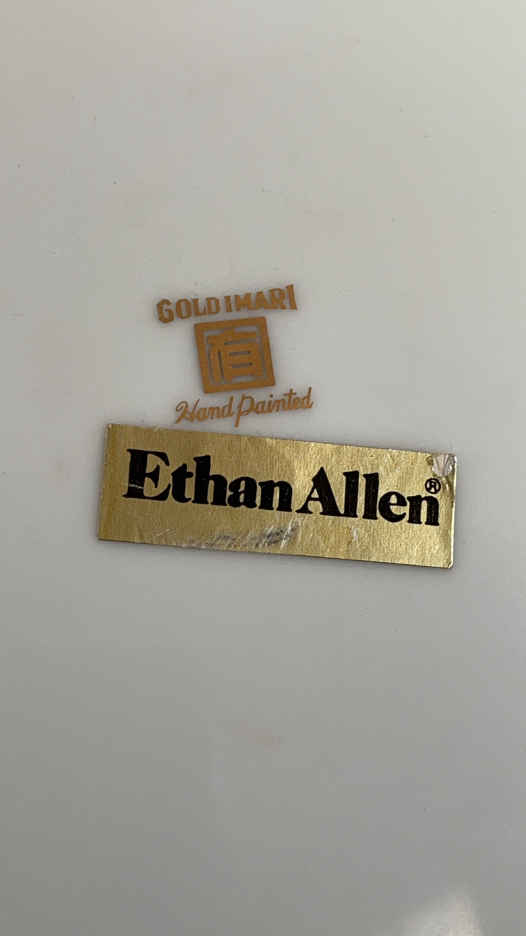 GOLD IMARI
Hand Painted
Ethan Allen®